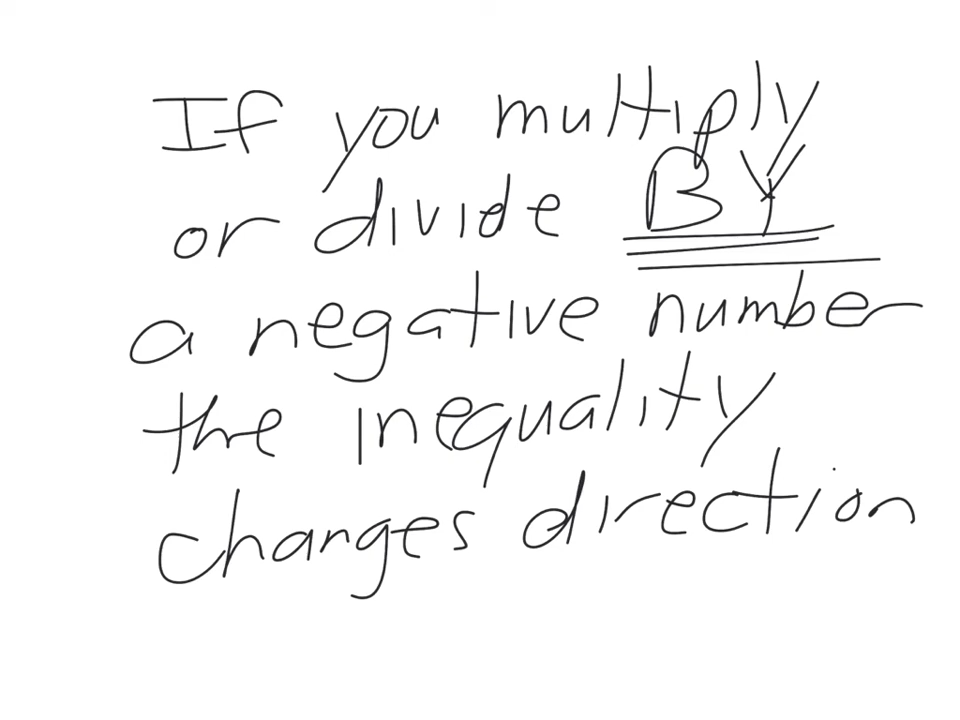 If you multiply
or divide BY
a negative number
the inequality
changes direction